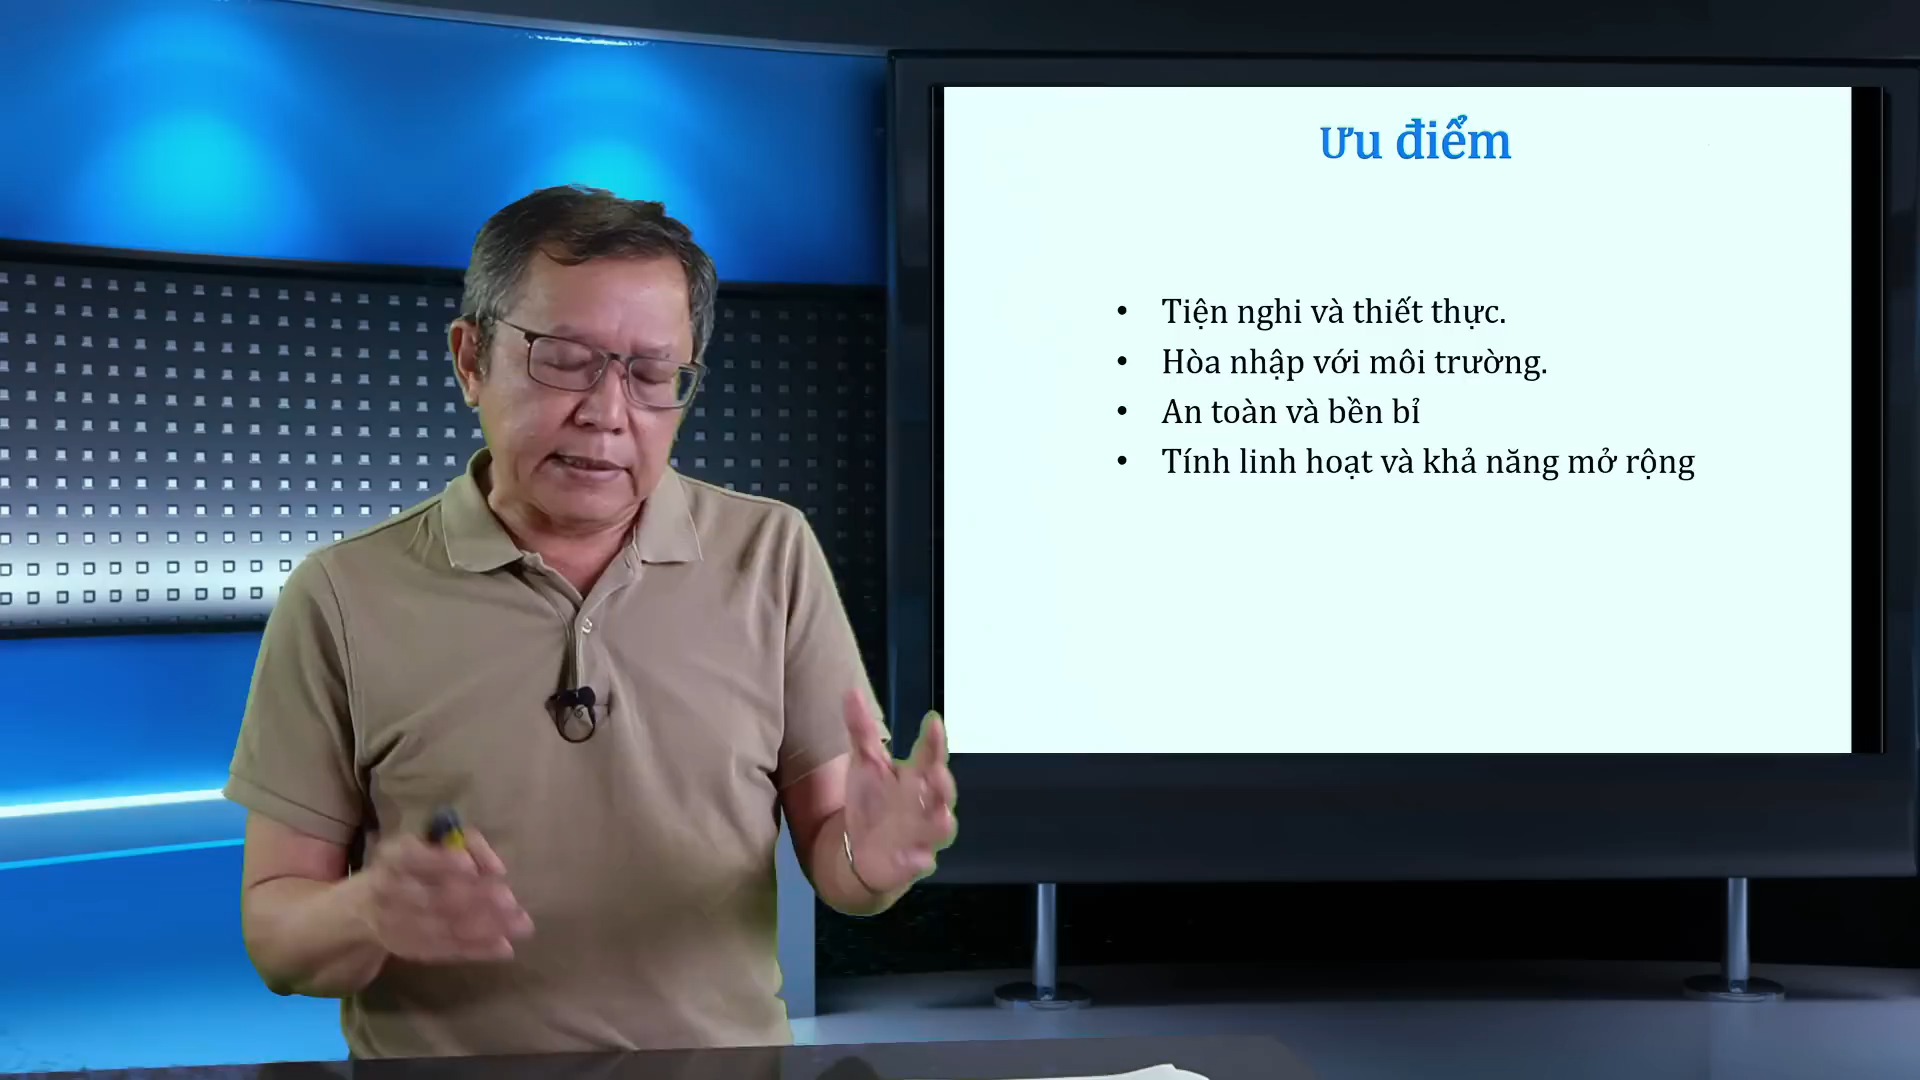 Ưu điểm
• Tiện nghi và thiết thực.
• Hòa nhập với môi trường.
• An toàn và bền bỉ
• Tính linh hoạt và khả năng mở rộng